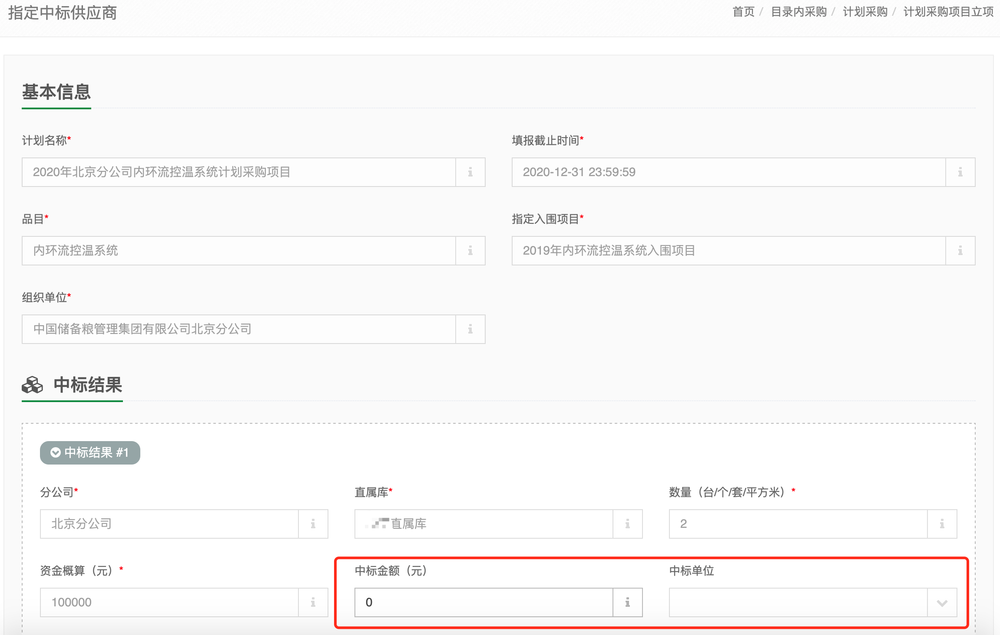 指定中标供应商
首页 / 目录内采购 / 计划采购 / 计划采购项目立项
基本信息
计划名称*
填报截止时间*
2020年北京分公司内环流控温系统计划采购项目
2020-12-31 23:59:59
品目*
指定入围项目*
内环流控温系统
2019年内环流控温系统入围项目
组织单位*
中国储备粮管理集团有限公司北京分公司
中标结果
中标结果 #1
分公司*
直属库*
数量（台/个/套/平方米）*
北京分公司
直属库
2
资金概算（元）*
中标金额（元）
中标单位
100000
0